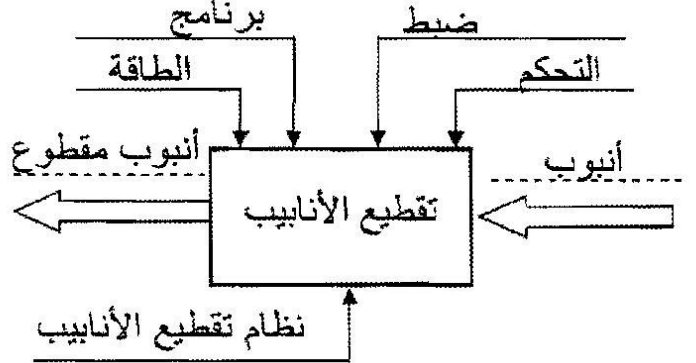 ضبط
برنامج
التحكم
الطاقة
أنبوب
أنبوب مقطوع
تقطيع الأنابيب
نظام تقطيع الأنابيب